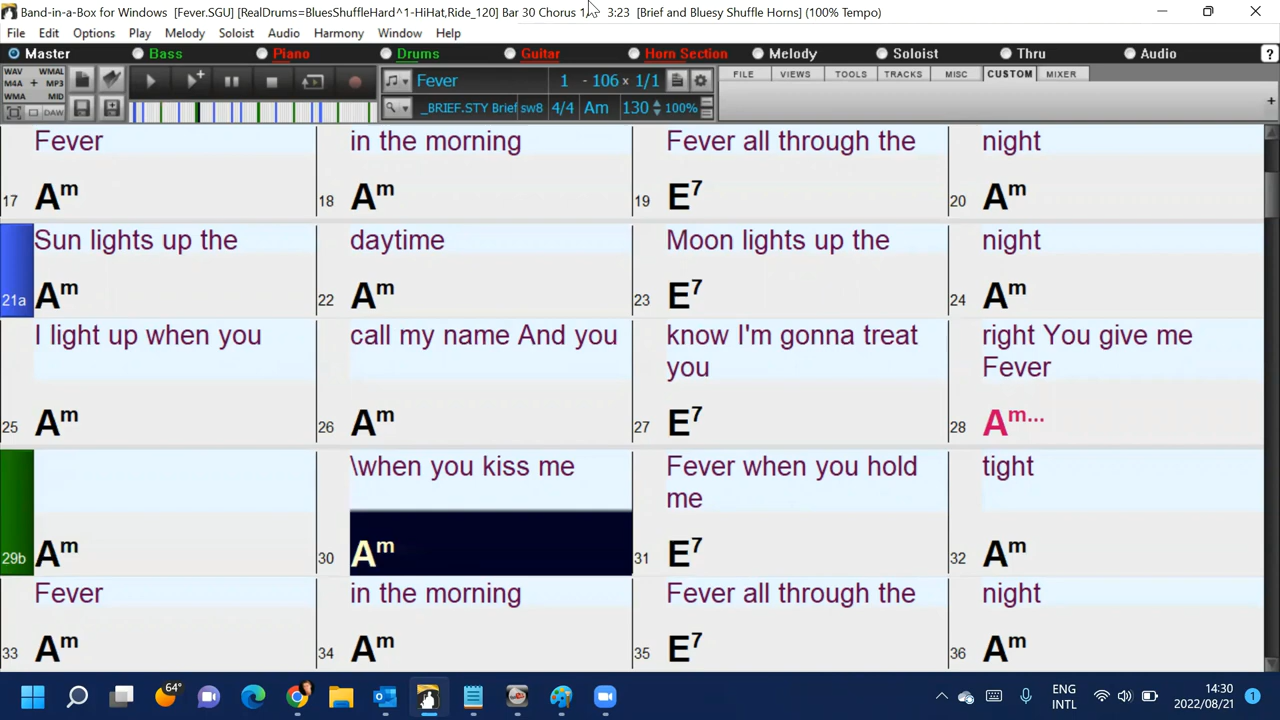 Band-in-a-Box for Windows [Fever.SGU] [RealDrums=BluesShuffleHard^1-HiHat,Ride_120] Bar 30 Chorus 1 3:23 [Brief and Bluesy Shuffle Horns] (100% Tempo)
File Edit Options Play Melody Soloist Audio Harmony Window Help
Master Bass Piano Drums Guitar Horn Section Melody Soloist Thru Audio ?
WAV WMAL M4A + MP3 WMA MID
DAW
Fever 1 - 106 x 1/1
_BRIEF.STY Brief sw8 4/4 Am 130 100%
FILE VIEWS TOOLS TRACKS MISC CUSTOM MIXER
+
Fever in the morning Fever all through the night
17 Am 18 Am 19 E7 20 Am
Sun lights up the daytime Moon lights up the night
21a Am 22 Am 23 E7 24 Am
I light up when you call my name And you know I'm gonna treat you right You give me Fever
25 Am 26 Am 27 E7 28 Am...
\when you kiss me Fever when you hold me tight
29b Am 30 Am 31 E7 32 Am
Fever in the morning Fever all through the night
33 Am 34 Am 35 E7 36 Am
64°
ENG
INTL
14:30
2022/08/21
1